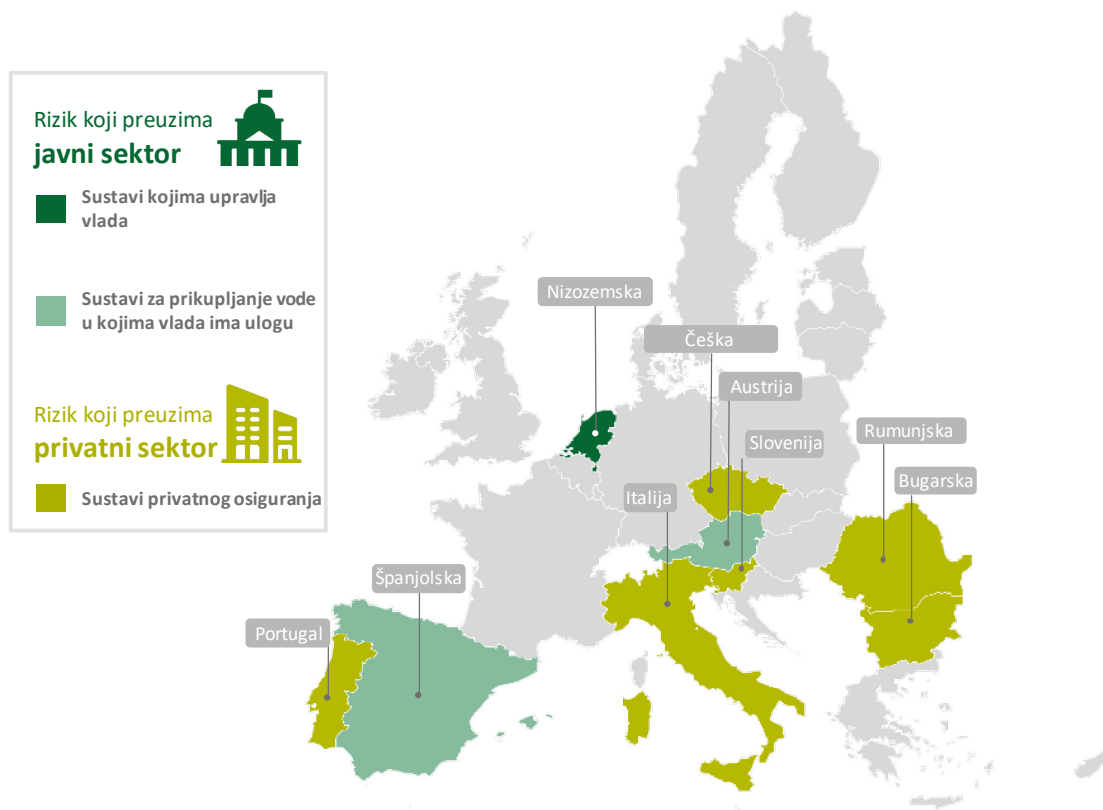 Rizik koji preuzima
javni sektor
Sustavi kojima upravlja
vlada
Sustavi za prikupljanje vode
u kojima vlada ima ulogu
Rizik koji preuzima
privatni sektor
Sustavi privatnog osiguranja
Nizozemska
Češka
Austrija
Slovenija
Rumunjska
Bugarska
Italija
Španjolska
Portugal